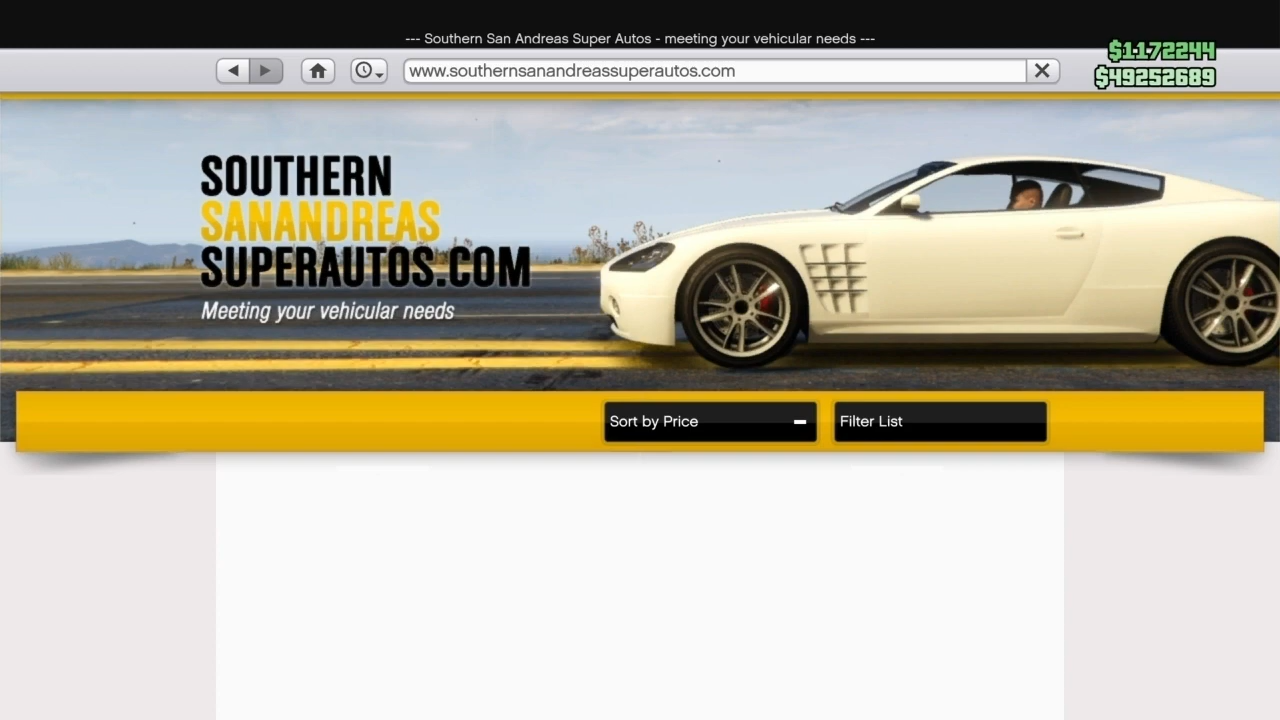 --- Southern San Andreas Super Autos - meeting your vehicular needs ---
$1172244
www.southernsanandreassuperautos.com
$49252689
SOUTHERN
SANANDREAS
SUPERAUTOS.COM
Meeting your vehicular needs
Sort by Price
Filter List